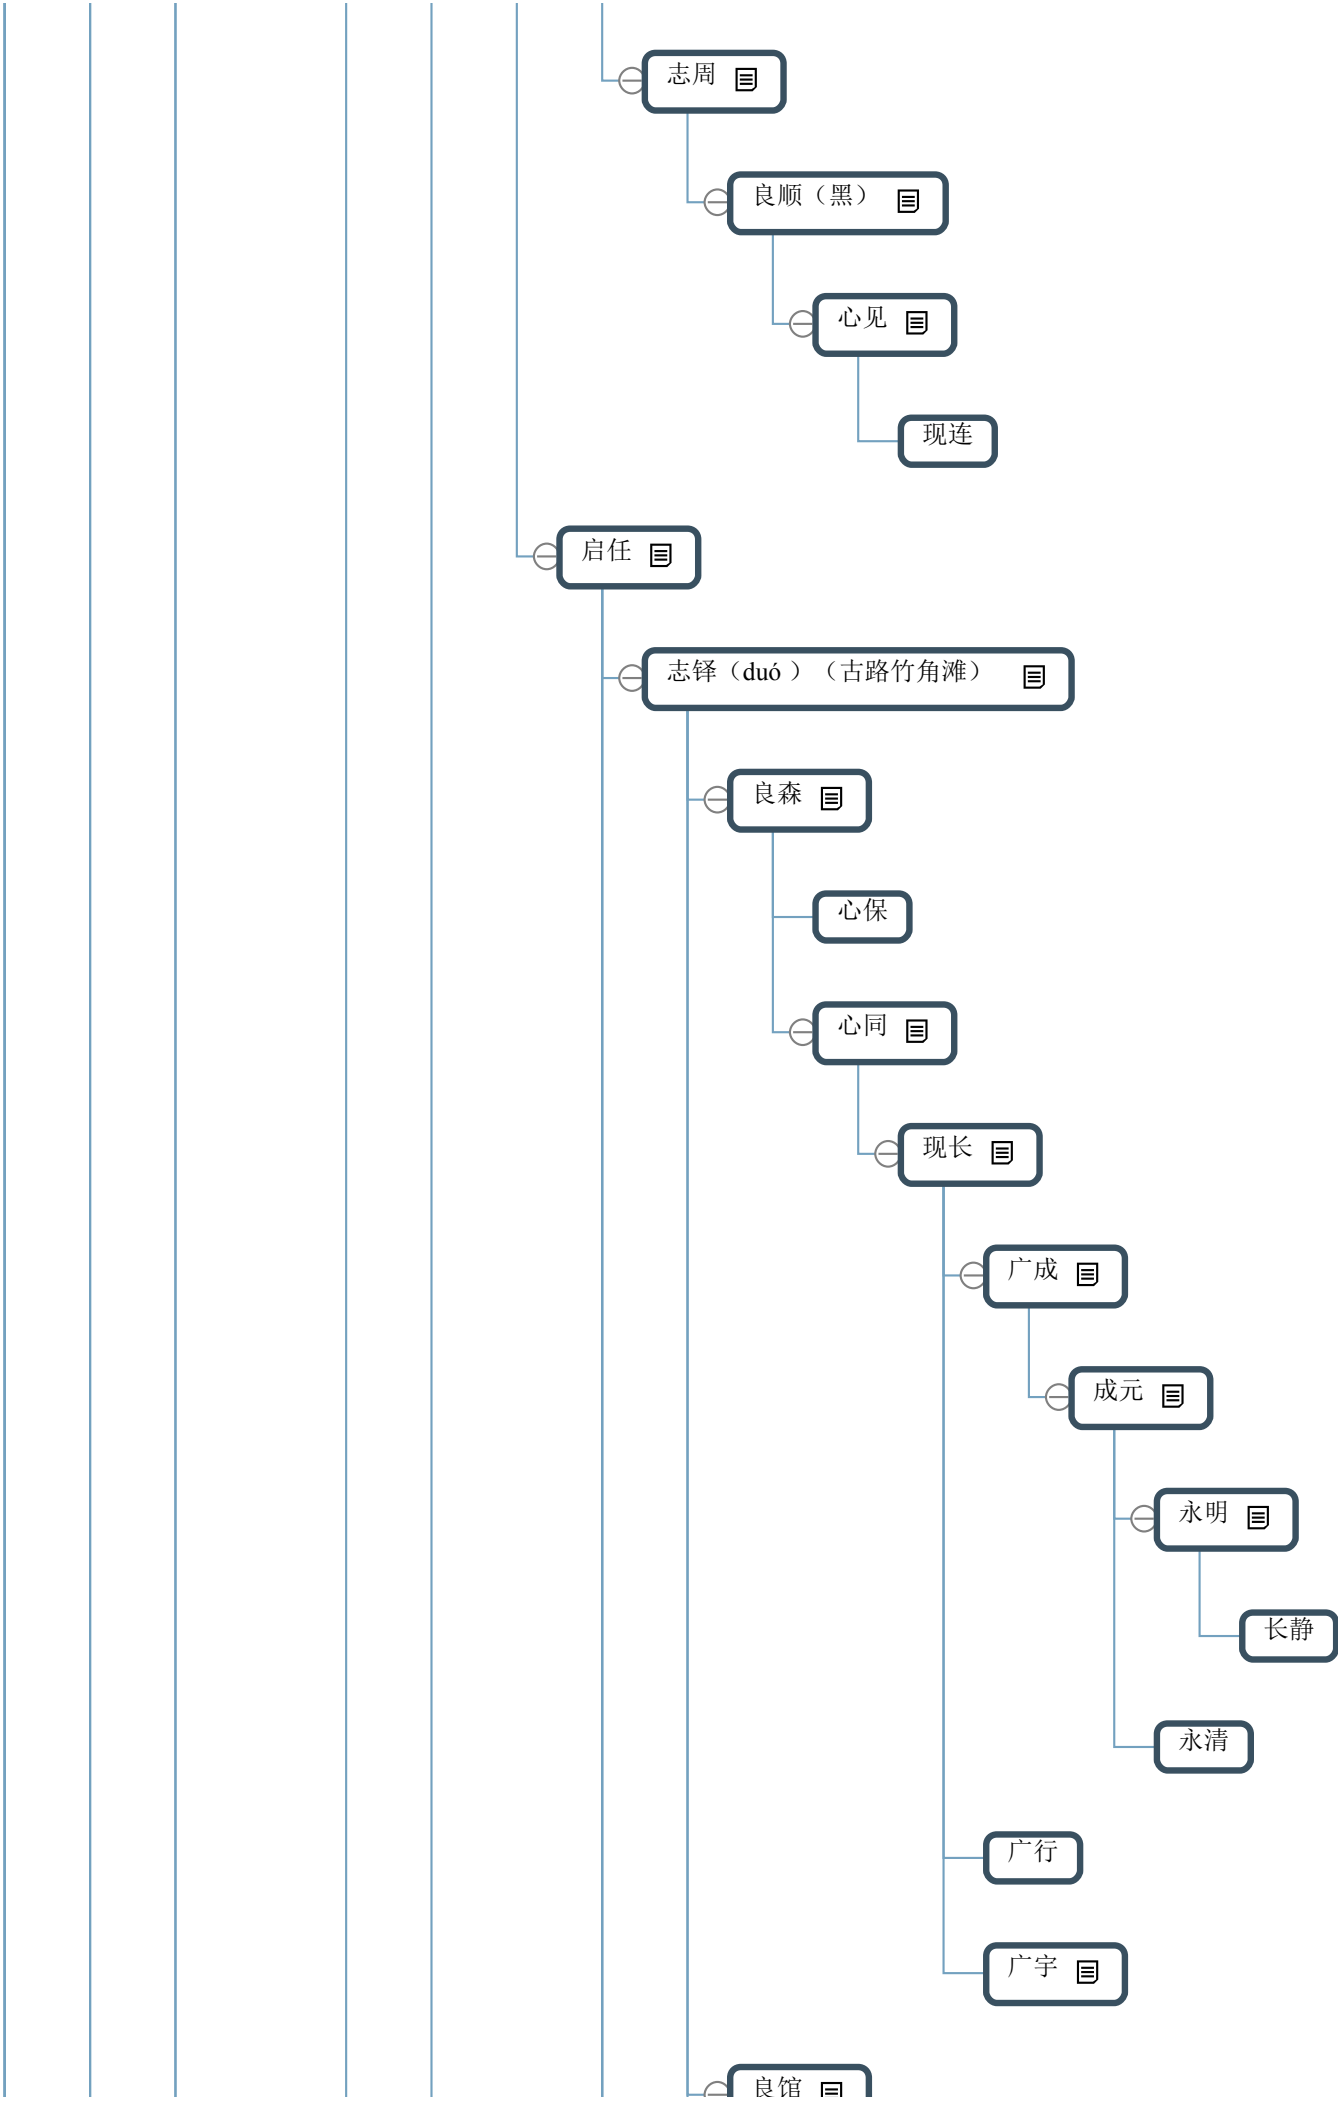 志周
良顺（黑）
心见
现连
启任
志铎（duó）（古路竹角滩）
良森
心保
心同
现长
广成
成元
永明
长静
永清
广行
广宇
良馆